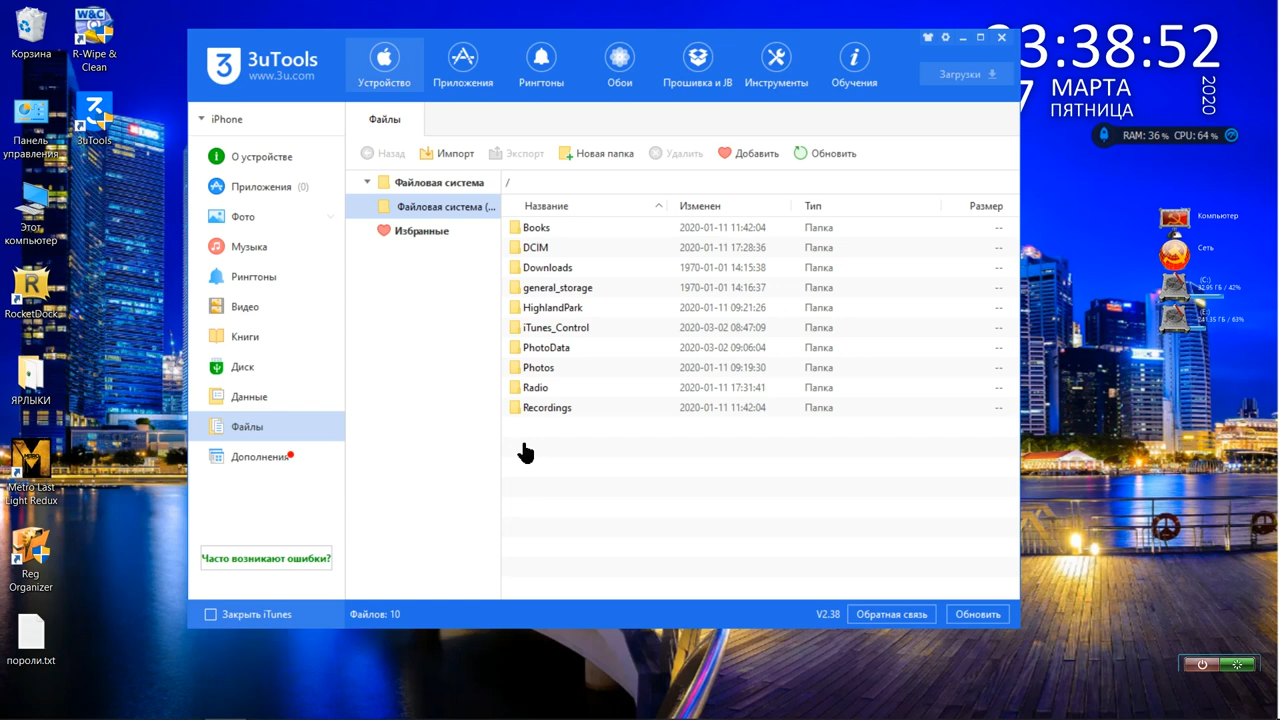 Корзина
R-Wipe & Clean
Панель управления
3uTools
Этот компьютер
RocketDock
ЯРЛЫКИ
Metro Last Light Redux
Reg Organizer
пороли.txt
3uTools
www.3u.com
Устройство
Приложения
Рингтоны
Обои
Прошивка и JB
Инструменты
Обучения
Загрузки
iPhone
О устройстве
Приложения (0)
Фото
Музыка
Рингтоны
Видео
Книги
Диск
Данные
Файлы
Дополнения
Часто возникают ошибки?
Файлы
Назад Импорт Экспорт Новая папка Удалить Добавить Обновить
Файловая система
Файловая система (...
Избранные
/
Название Изменен Тип Размер
Books 2020-01-11 11:42:04 Папка --
DCIM 2020-01-11 17:28:36 Папка --
Downloads 1970-01-01 14:15:38 Папка --
general_storage 1970-01-01 14:16:37 Папка --
HighlandPark 2020-01-11 09:21:26 Папка --
iTunes_Control 2020-03-02 08:47:09 Папка --
PhotoData 2020-03-02 09:06:04 Папка --
Photos 2020-01-11 09:19:30 Папка --
Radio 2020-01-11 17:31:41 Папка --
Recordings 2020-01-11 11:42:04 Папка --
Закрыть iTunes
Файлов: 10
V2.38
Обратная связь
Обновить
3:38:52
7 МАРТА 2020
ПЯТНИЦА
RAM: 36 % CPU: 64 %
Компьютер
Сеть
(C:)
42%
(E:)
63%